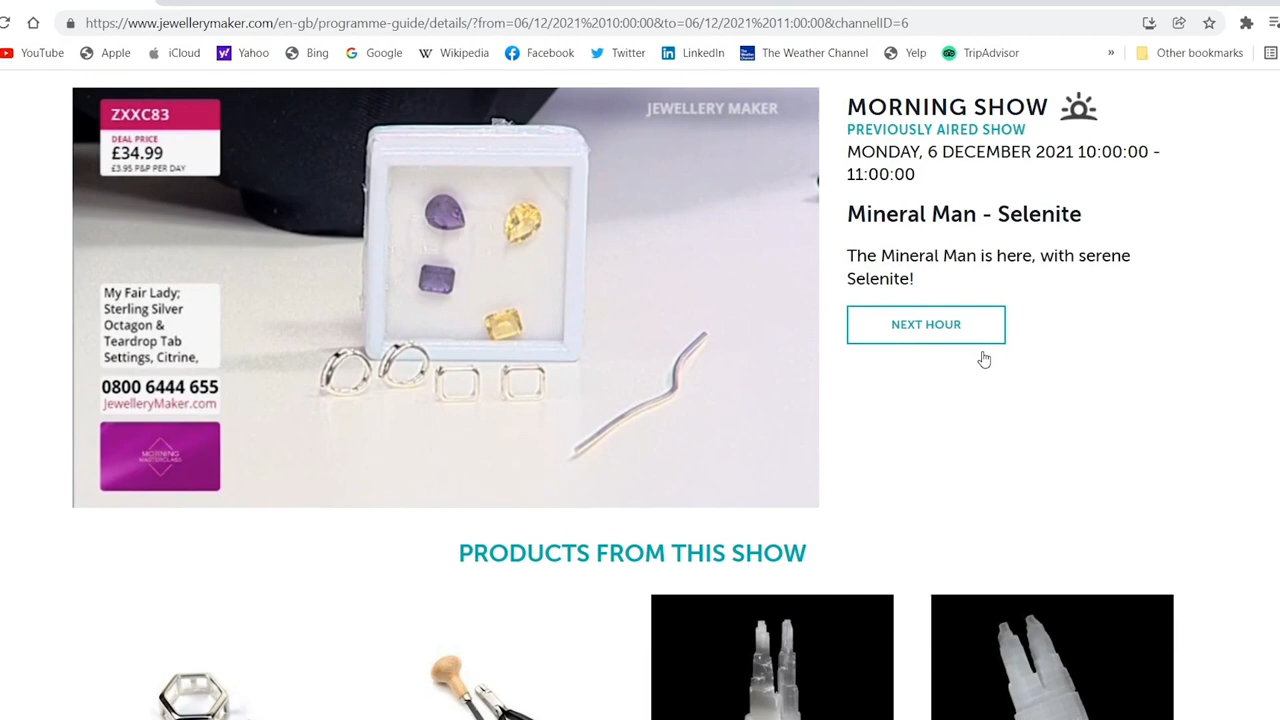 https://www.jewellerymaker.com/en-gb/programme-guide/details/?from=06/12/2021%2010:00:00&to=06/12/2021%2011:00:00&channelID=6
YouTube Apple iCloud Yahoo Bing Google Wikipedia Facebook Twitter LinkedIn The Weather Channel Yelp TripAdvisor » Other bookmarks
ZXXC83
DEAL PRICE
£34.99
£3.95 P&P PER DAY
JEWELLERY MAKER
My Fair Lady;
Sterling Silver
Octagon &
Teardrop Tab
Settings, Citrine,
0800 6444 655
JewelleryMaker.com
MORNING
MASTERCLASS
MORNING SHOW
PREVIOUSLY AIRED SHOW
MONDAY, 6 DECEMBER 2021 10:00:00 -
11:00:00
Mineral Man - Selenite
The Mineral Man is here, with serene
Selenite!
NEXT HOUR
PRODUCTS FROM THIS SHOW